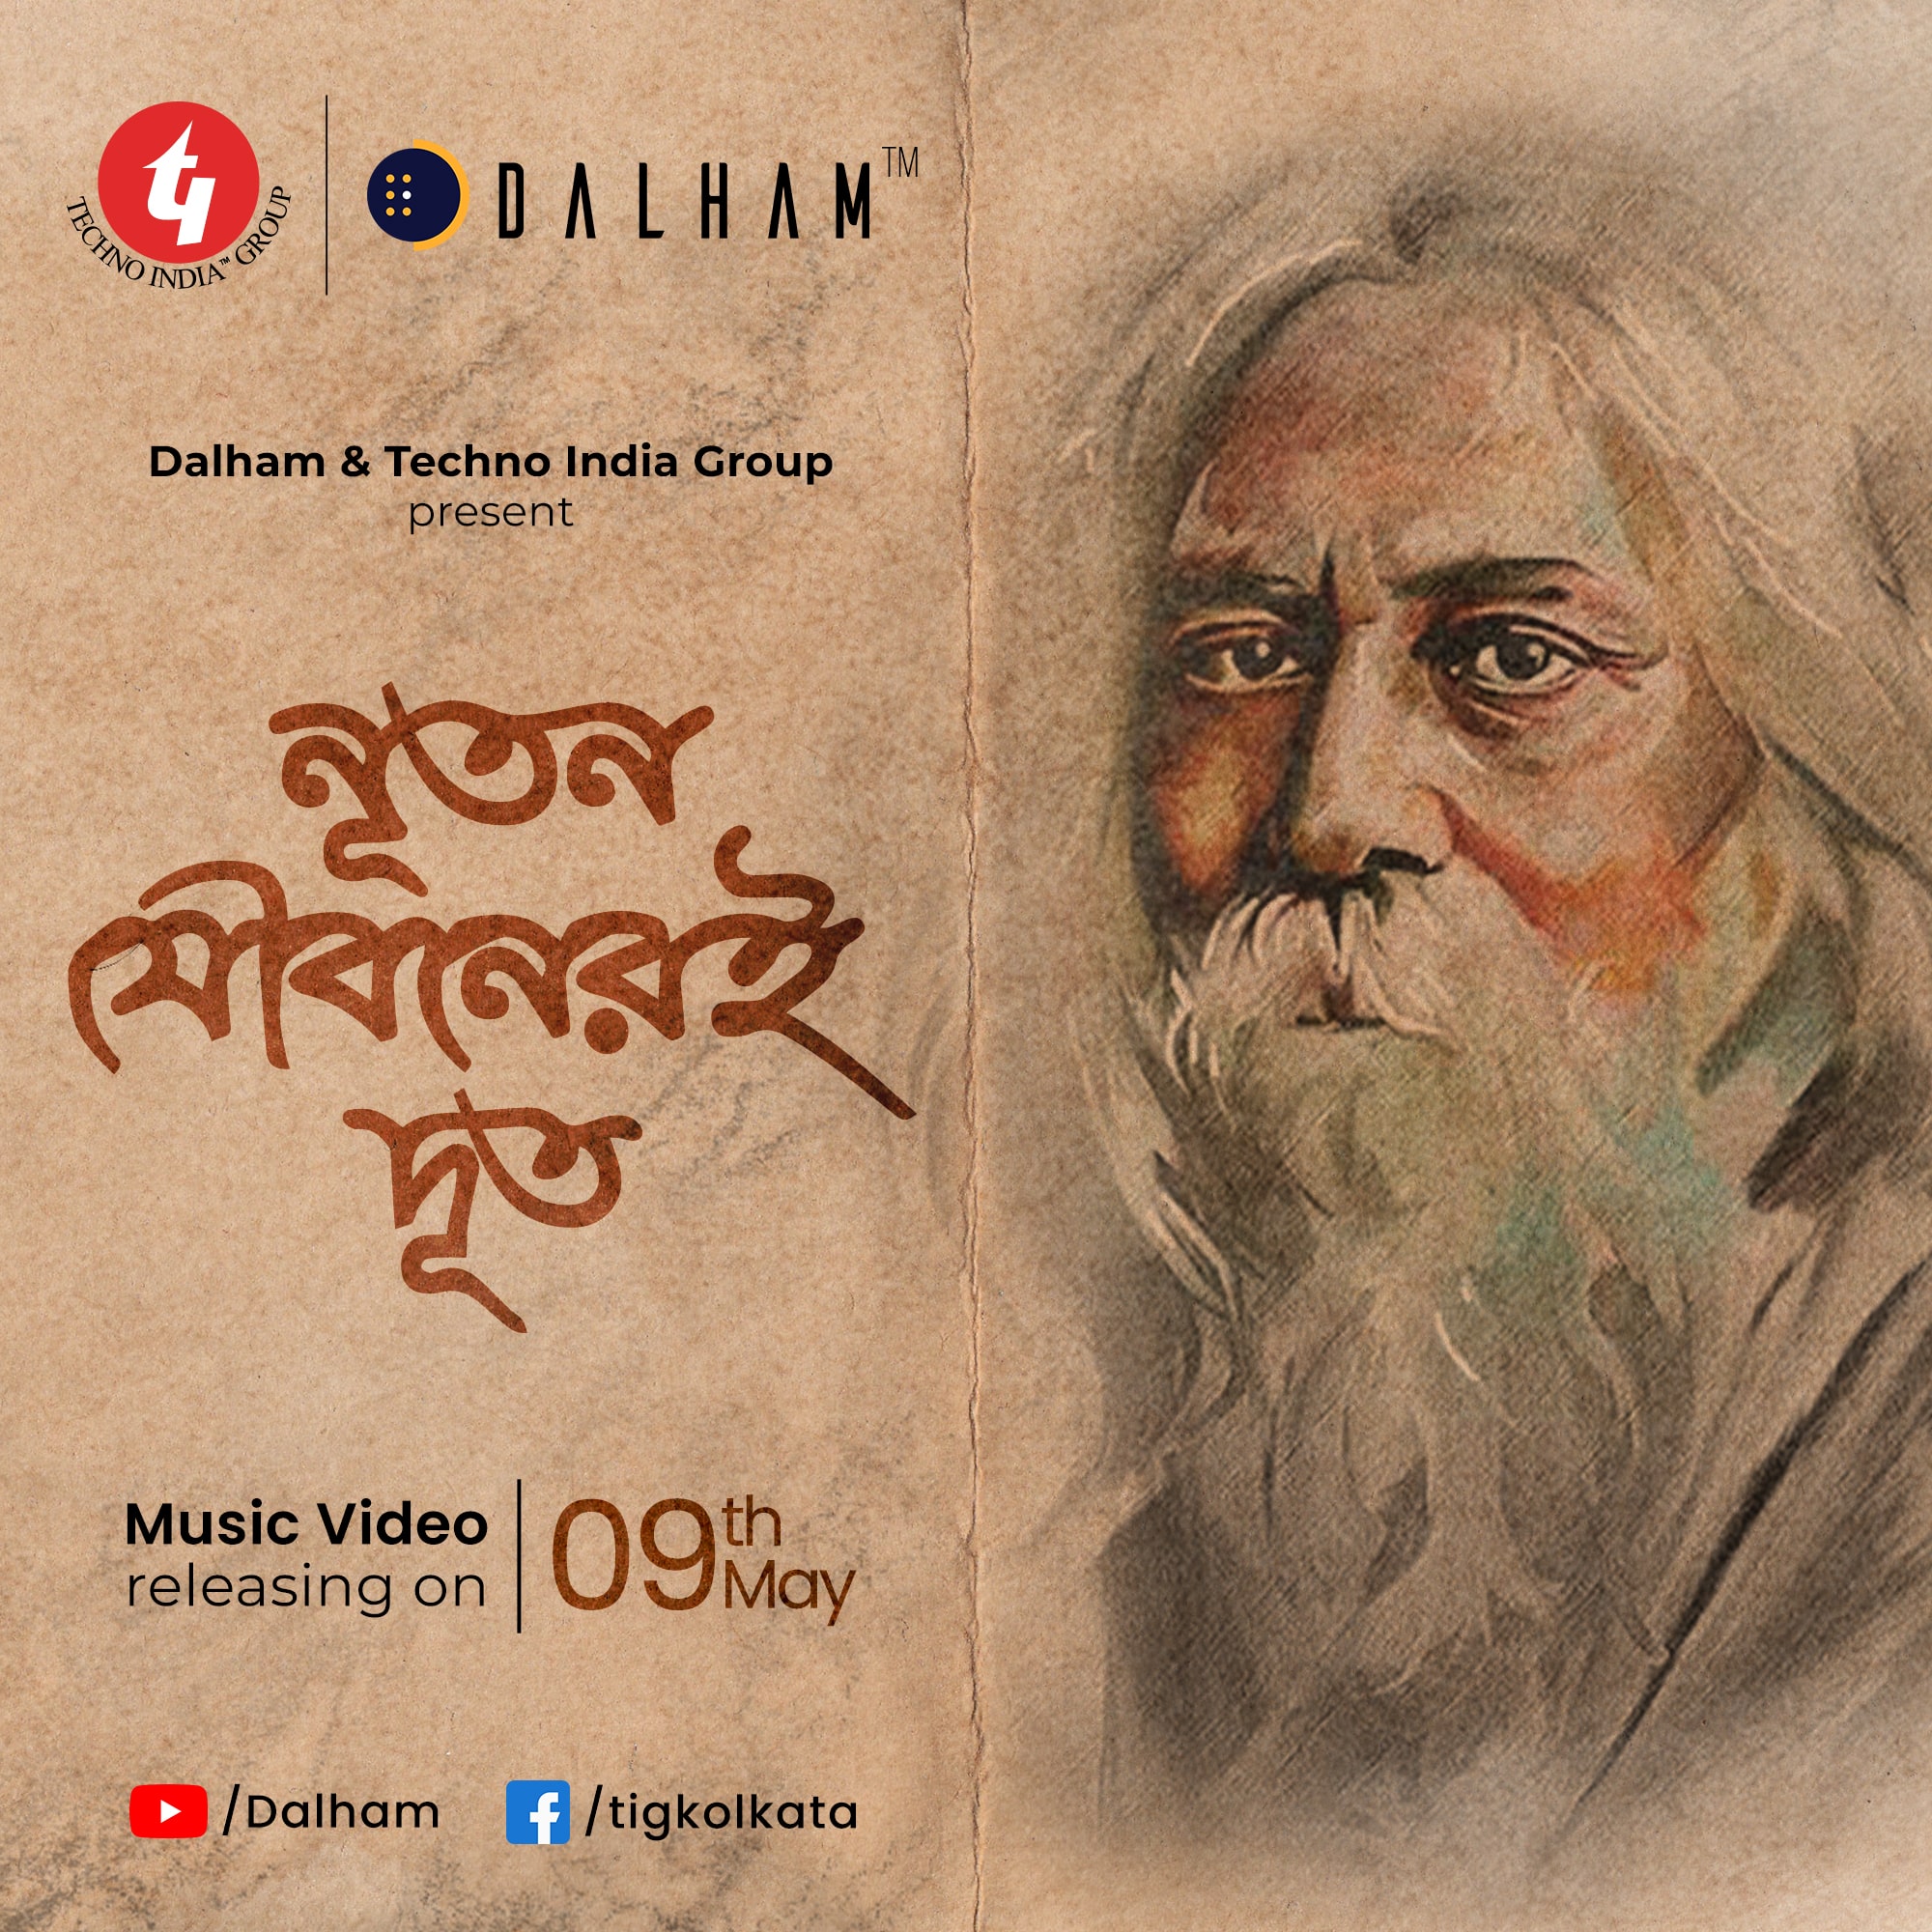 ty
TECHNO INDIA™ GROUP
DALHAM™
Dalham & Techno India Group
present
নূতন
যৌবনেরই
দূত
Music Video
releasing on
09th
May
/Dalham
/tigkolkata